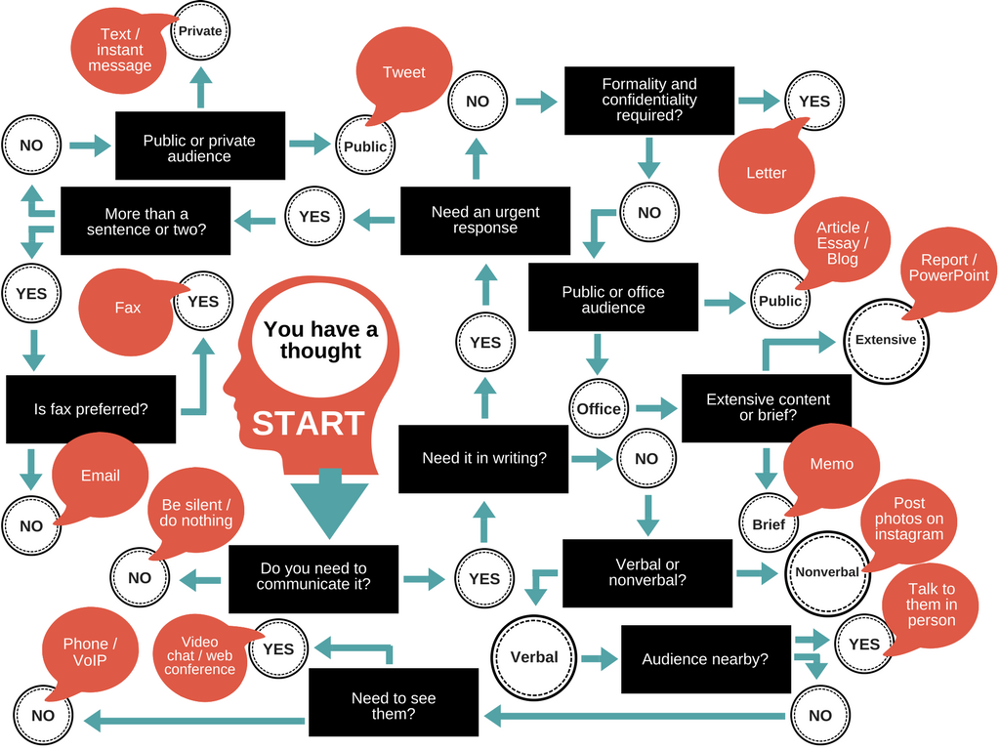 Text /
instant
message
Private
Tweet
NO
Formality and
confidentiality
required?
YES
Letter
NO
Public or private
audience
Public
More than a
sentence or two?
YES
Need an urgent
response
NO
Article /
Essay /
Blog
Report /
PowerPoint
YES
Fax
YES
Public or office
audience
Public
Extensive
You have a
thought
START
YES
Is fax preferred?
Office
Extensive content
or brief?
Need it in writing?
NO
Email
Memo
NO
Be silent /
do nothing
Brief
Post
photos on
instagram
NO
Do you need to
communicate it?
YES
Verbal or
nonverbal?
Nonverbal
Talk to
them in
person
Phone /
VoIP
Video
chat / web
conference
YES
Verbal
Audience nearby?
YES
NO
Need to see
them?
NO